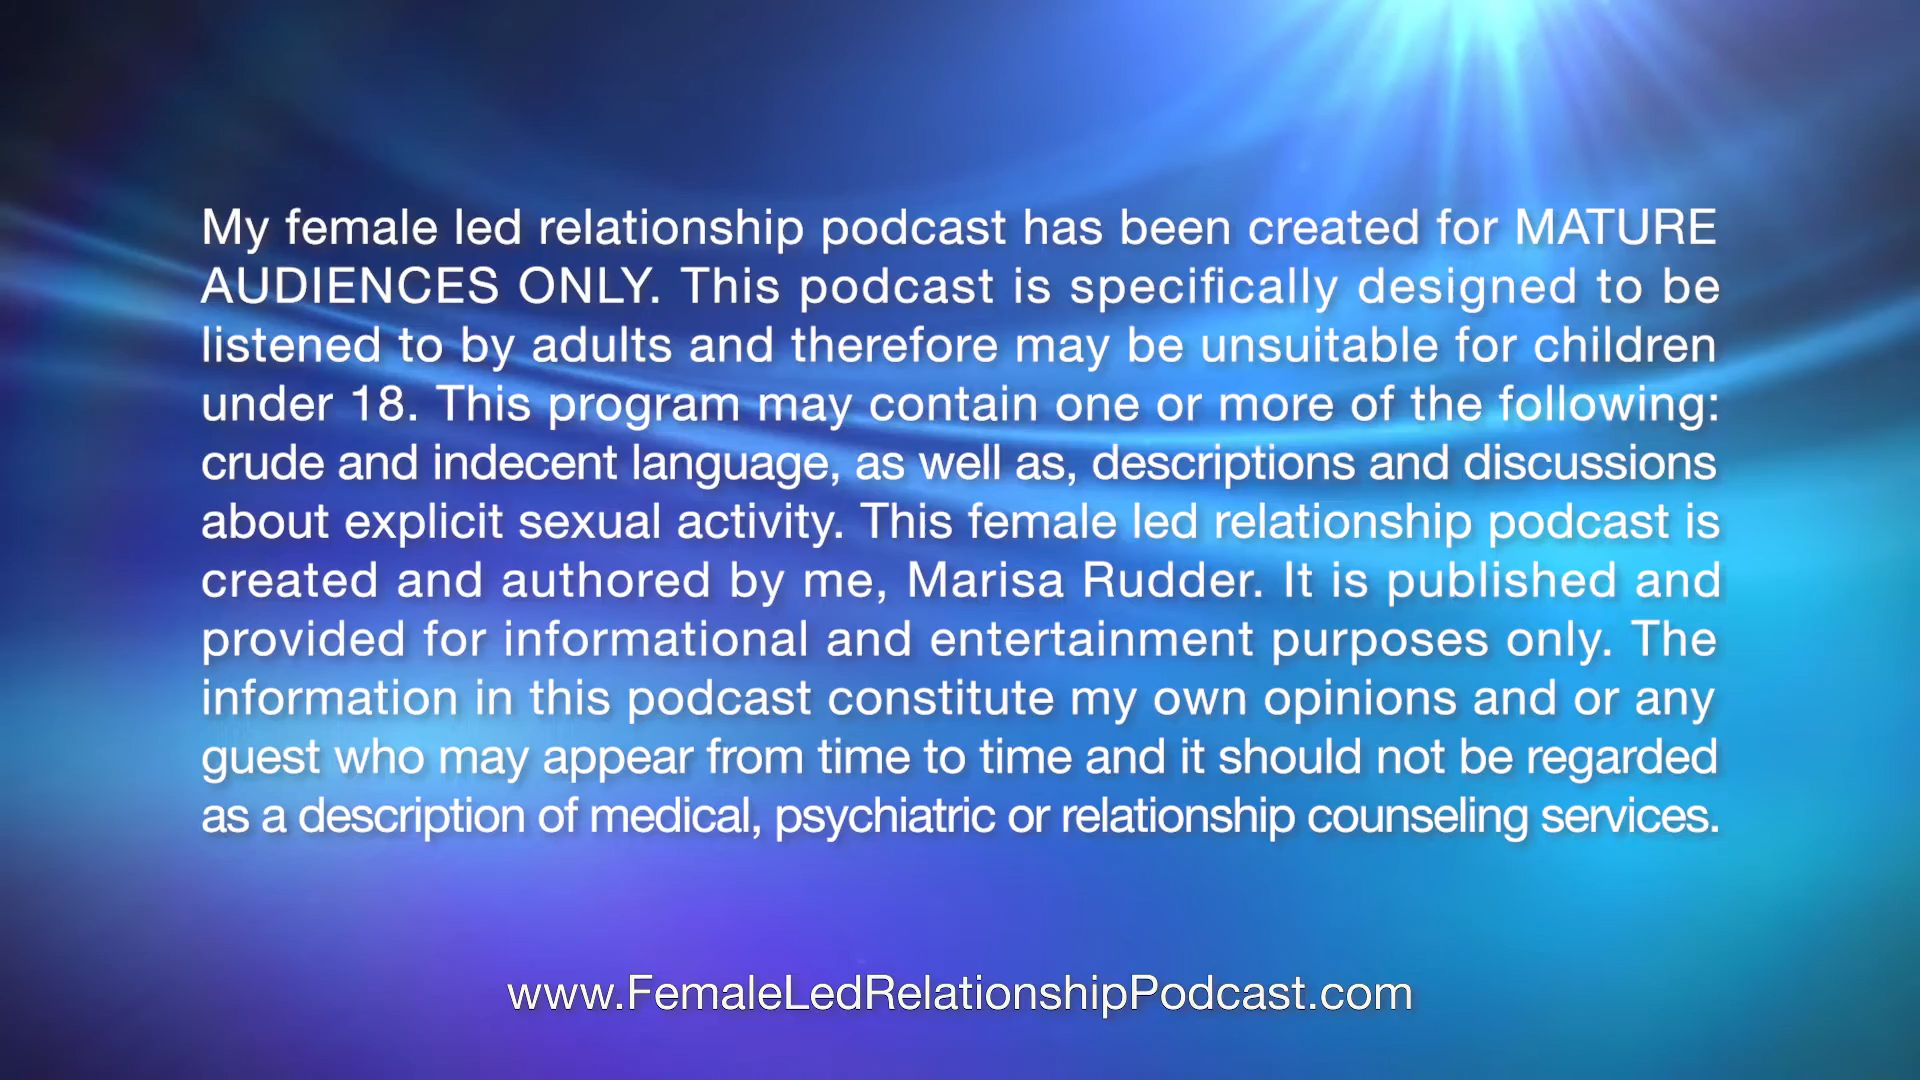 My female led relationship podcast has been created for MATURE
AUDIENCES ONLY. This podcast is specifically designed to be
listened to by adults and therefore may be unsuitable for children
under 18. This program may contain one or more of the following:
crude and indecent language, as well as, descriptions and discussions
about explicit sexual activity. This female led relationship podcast is
created and authored by me, Marisa Rudder. It is published and
provided for informational and entertainment purposes only. The
information in this podcast constitute my own opinions and or any
guest who may appear from time to time and it should not be regarded
as a description of medical, psychiatric or relationship counseling services.
www.FemaleLedRelationshipPodcast.com